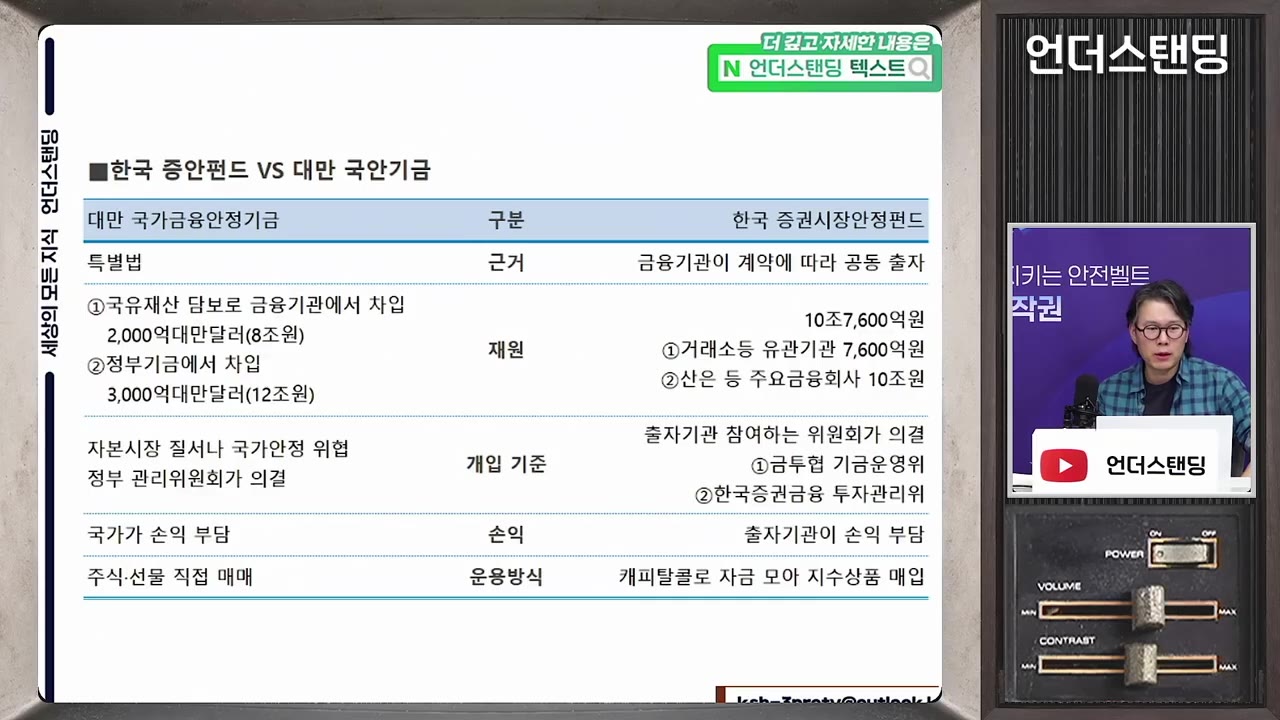 더 깊고 자세한 내용은
N 언더스탠딩 텍스트
언더스탠딩
세상의 모든 지식 언더스탠딩
■한국 증안펀드 VS 대만 국안기금
대만 국가금융안정기금 구분 한국 증권시장안정펀드
특별법 근거 금융기관이 계약에 따라 공동 출자
①국유재산 담보로 금융기관에서 차입
2,000억대만달러(8조원)
②정부기금에서 차입
3,000억대만달러(12조원)
재원
10조7,600억원
①거래소등 유관기관 7,600억원
②산은 등 주요금융회사 10조원
자본시장 질서나 국가안정 위협
정부 관리위원회가 의결
개입 기준
출자기관 참여하는 위원회가 의결
①금투협 기금운영위
②한국증권금융 투자관리위
국가가 손익 부담 손익 출자기관이 손익 부담
주식·선물 직접 매매 운용방식 캐피탈콜로 자금 모아 지수상품 매입
지키는 안전벨트
작권
언더스탠딩
ON OFF
POWER
VOLUME
MIN MAX
CONTRAST
MIN MAX